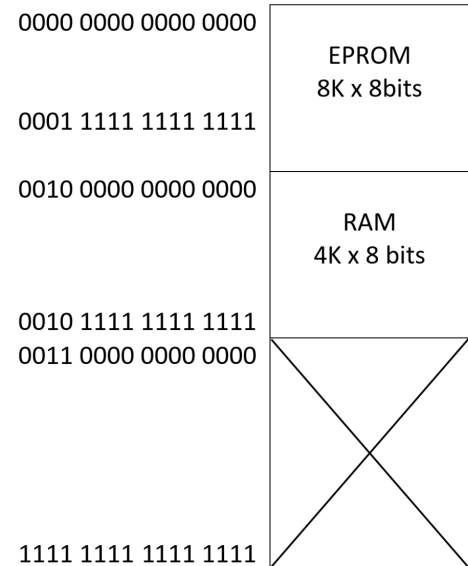 0000 0000 0000 0000
EPROM
8K x 8bits
0001 1111 1111 1111
0010 0000 0000 0000
RAM
4K x 8 bits
0010 1111 1111 1111
0011 0000 0000 0000
1111 1111 1111 1111